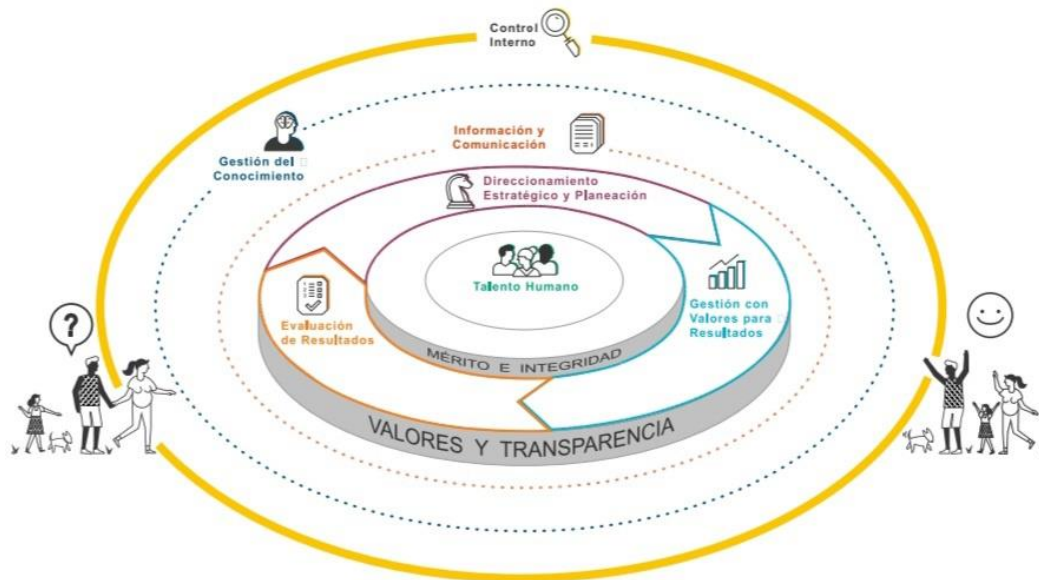 Control
Interno
Información y
Comunicación
Gestión del
Conocimiento
Direccionamiento
Estratégico y Planeación
Talento Humano
Gestión con
Valores para
Resultados
Evaluación
de Resultados
MÉRITO E INTEGRIDAD
VALORES Y TRANSPARENCIA
?